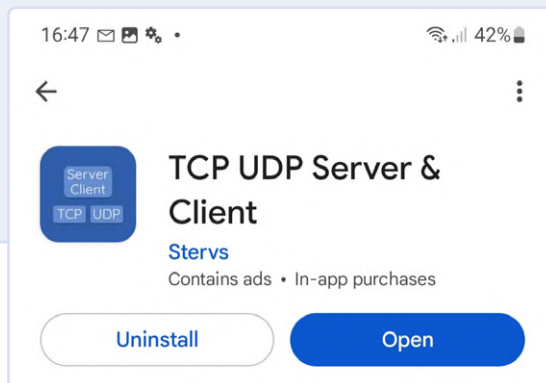 16:47 42%
Server
Client
TCP UDP
TCP UDP Server &
Client
Stervs
Contains ads • In-app purchases
Uninstall Open